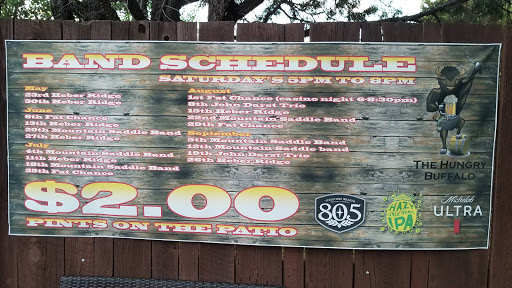 BAND SCHEDULE
SATURDAY'S 5PM TO 8PM
May
23rd Heber Ridge
30th Heber Ridge
June
6th Fat Chance
13th Heber Ridge
20th Mountain Saddle Band
27th Heber Ridge
July
4th Mountain Saddle Band
11th Heber Ridge
18th Mountain Saddle Band
25th Fat Chance
August
1st Fat Chance (casino night 6-8:30pm)
8th John Darst Trio
15th Heber Ridge
22nd Mountain Saddle Band
29th Fat Chance
September
5th Mountain Saddle Band
12th Mountain Saddle band
19th John Darst Trio
26th Heber Ridge
$2.00
PINTS ON THE PATIO
THE HUNGRY
BUFFALO
805
HAZY
IPA
Michelob
ULTRA